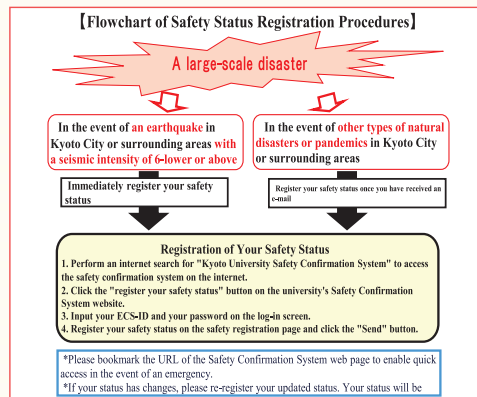 【Flowchart of Safety Status Registration Procedures】
A large-scale disaster
In the event of an earthquake in
Kyoto City or surrounding areas with
a seismic intensity of 6-lower or above
In the event of other types of natural
disasters or pandemics in Kyoto City
or surrounding areas
Immediately register your safety
status
Register your safety status once you have received an
e-mail
Registration of Your Safety Status
1. Perform an internet search for "Kyoto University Safety Confirmation System" to access
the safety confirmation system on the internet.
2. Click the "register your safety status" button on the university's Safety Confirmation
System website.
3. Input your ECS-ID and your password on the log-in screen.
4. Register your safety status on the safety registration page and click the "Send" button.
*Please bookmark the URL of the Safety Confirmation System web page to enable quick
access in the event of an emergency.
*If your status has changes, please re-register your updated status. Your status will be